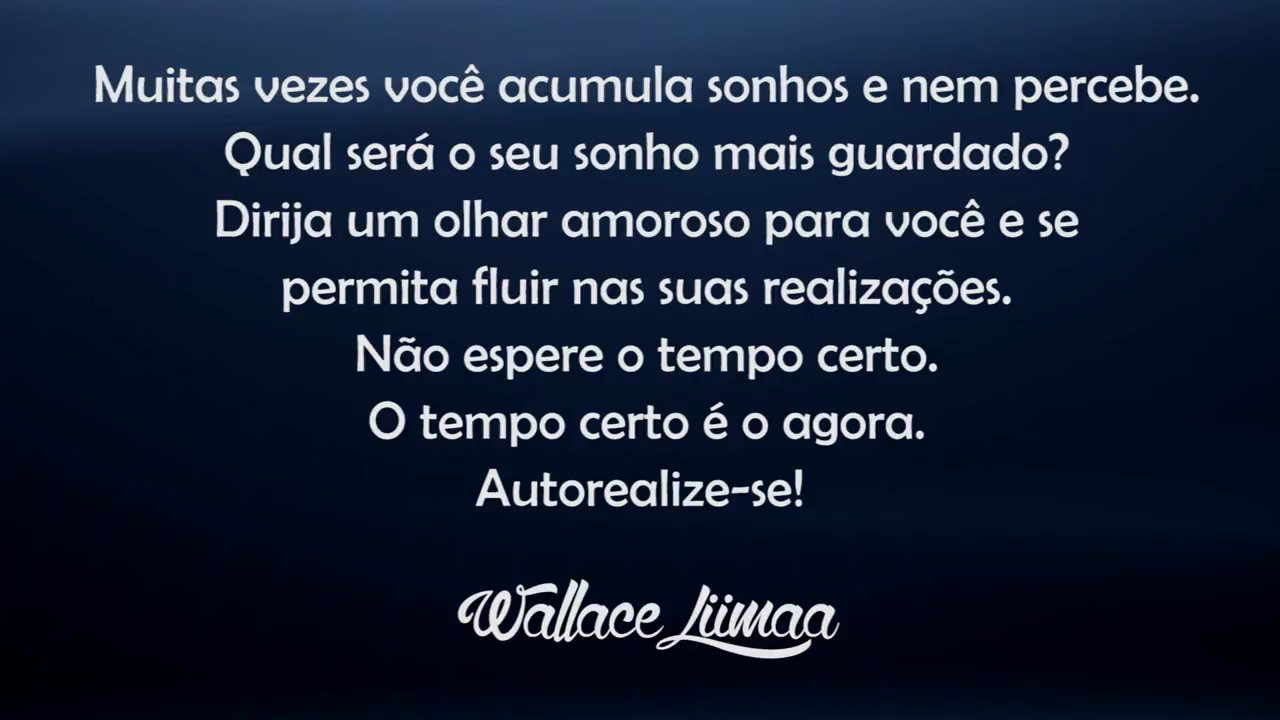 Muitas vezes você acumula sonhos e nem percebe.
Qual será o seu sonho mais guardado?
Dirija um olhar amoroso para você e se
permita fluir nas suas realizações.
Não espere o tempo certo.
O tempo certo é o agora.
Autorealize-se!
Wallace Liimaa